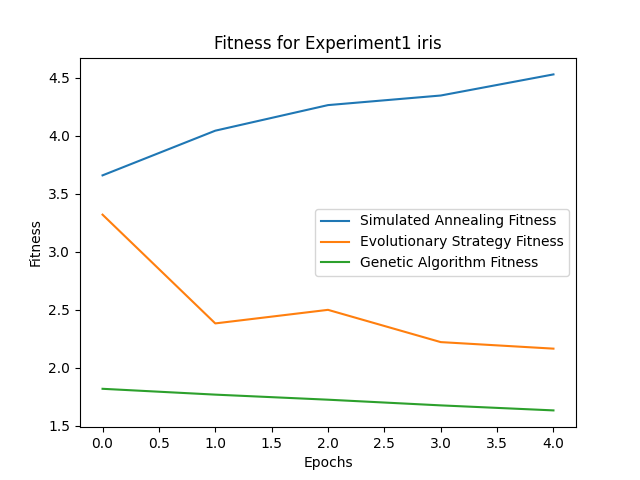 Fitness for Experiment1 iris
4.5
4.0
3.5
3.0
2.5
2.0
1.5
Fitness
Simulated Annealing Fitness
Evolutionary Strategy Fitness
Genetic Algorithm Fitness
0.0 0.5 1.0 1.5 2.0 2.5 3.0 3.5 4.0
Epochs